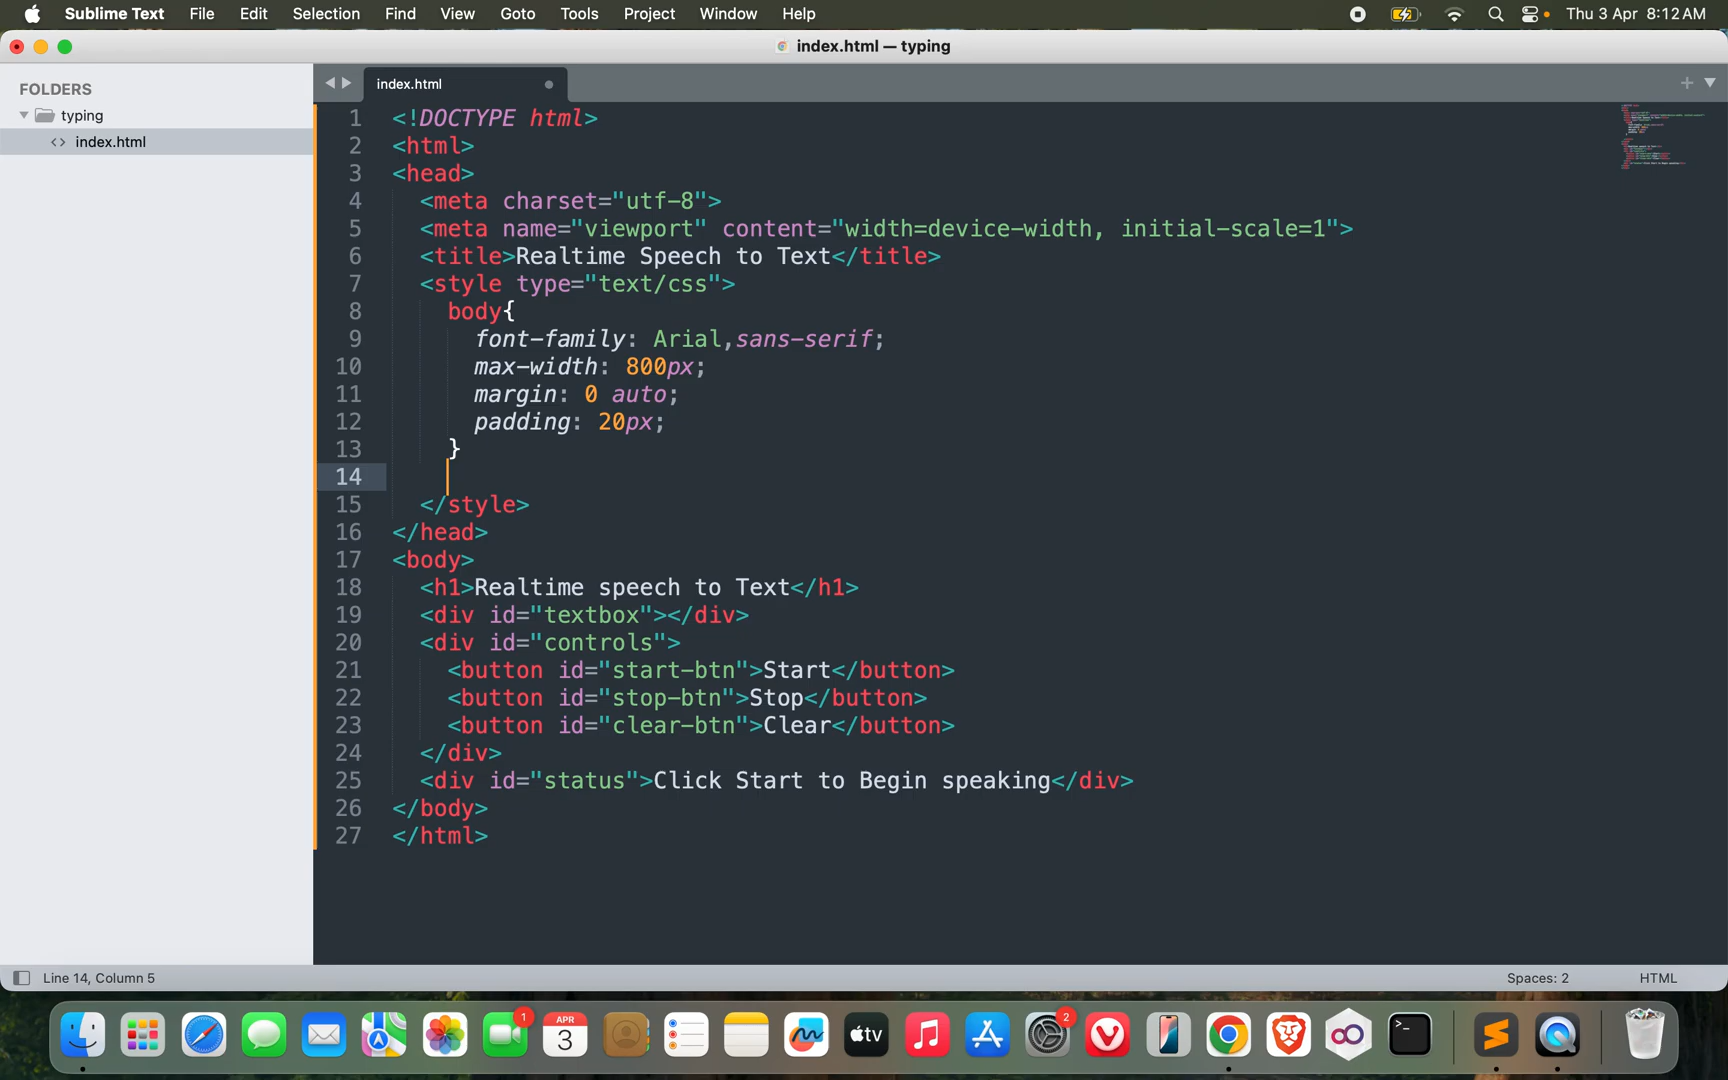 Sublime Text File Edit Selection Find View Goto Tools Project Window Help Thu 3 Apr 8:12 AM
index.html — typing
FOLDERS
typing
index.html
index.html
1 <!DOCTYPE html>
2 <html>
3 <head>
4 <meta charset="utf-8">
5 <meta name="viewport" content="width=device-width, initial-scale=1">
6 <title>Realtime Speech to Text</title>
7 <style type="text/css">
8 body{
9 font-family: Arial,sans-serif;
10 max-width: 800px;
11 margin: 0 auto;
12 padding: 20px;
13 }
14
15 </style>
16 </head>
17 <body>
18 <h1>Realtime speech to Text</h1>
19 <div id="textbox"></div>
20 <div id="controls">
21 <button id="start-btn">Start</button>
22 <button id="stop-btn">Stop</button>
23 <button id="clear-btn">Clear</button>
24 </div>
25 <div id="status">Click Start to Begin speaking</div>
26 </body>
27 </html>
Line 14, Column 5 Spaces: 2 HTML
1 APR 3 tv 2